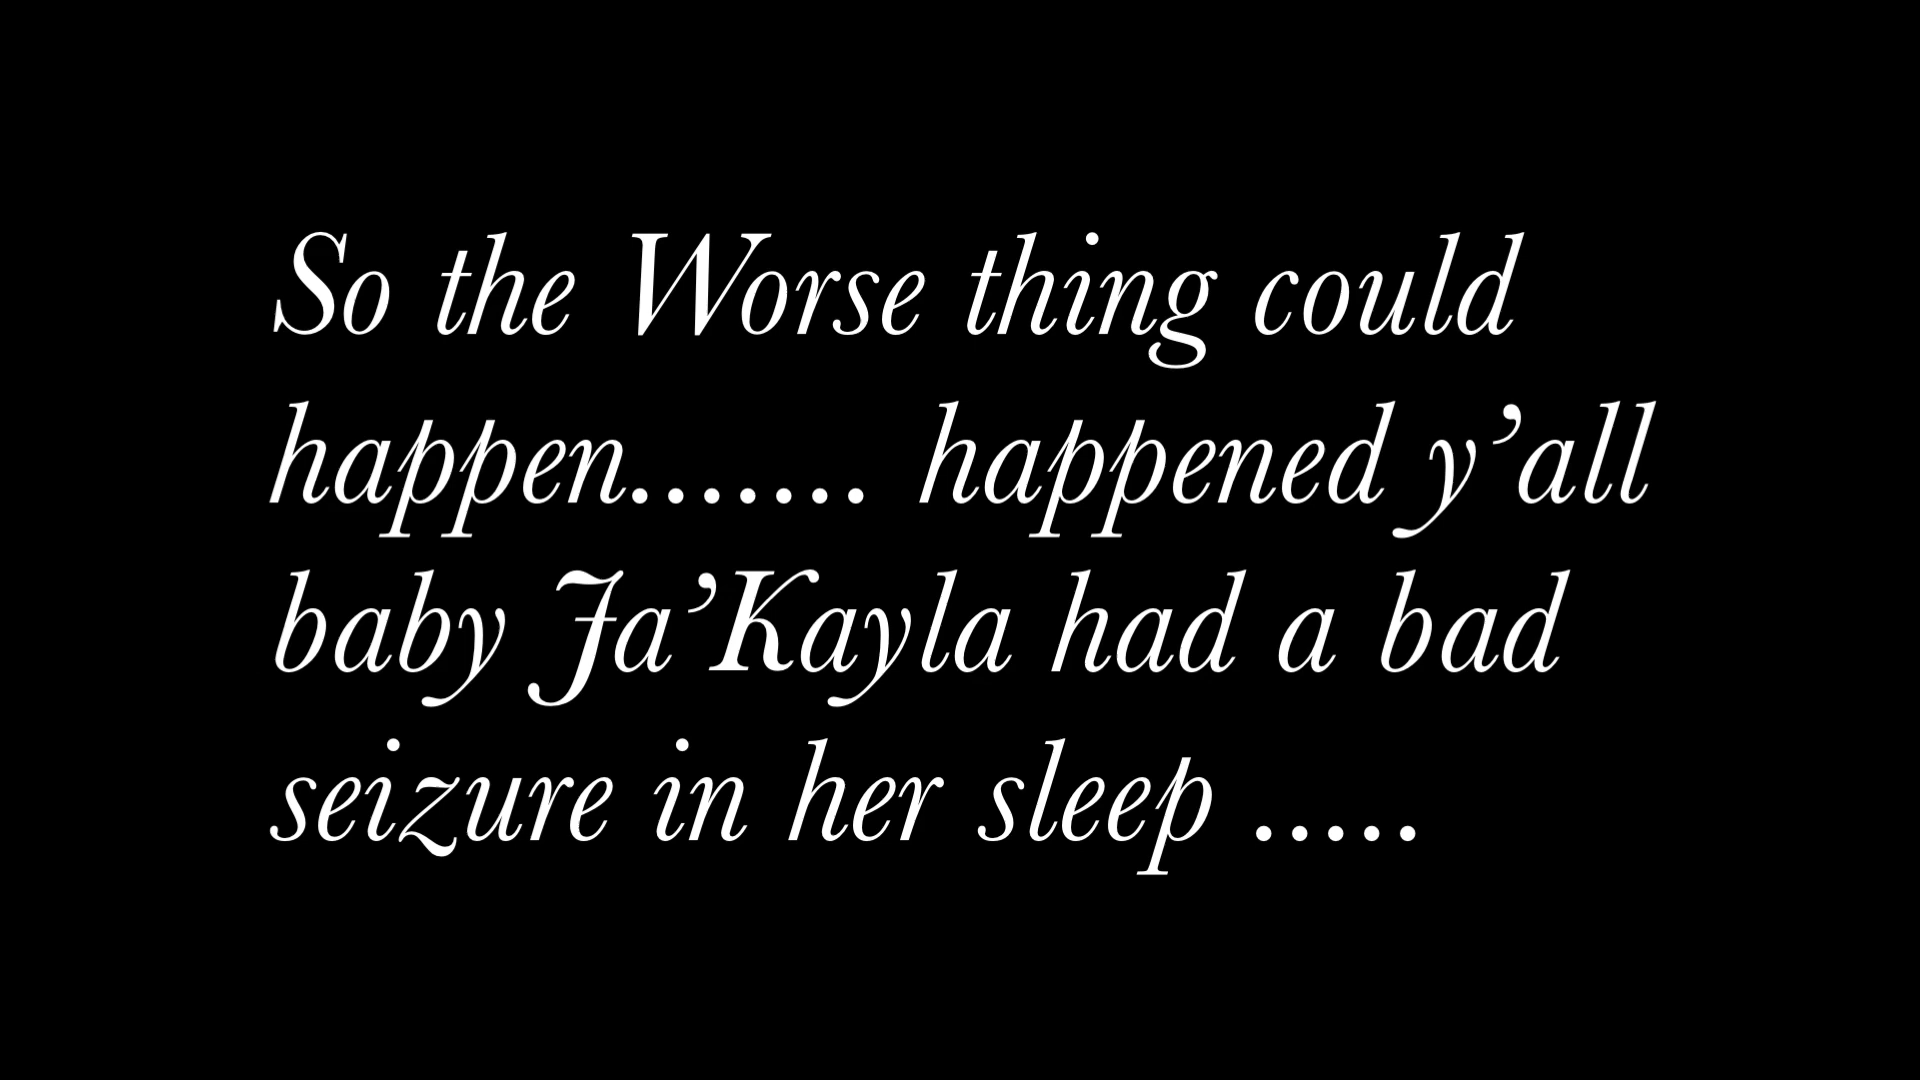 So the Worse thing could
happen....... happened y’all
baby Ja’Kayla had a bad
seizure in her sleep .....